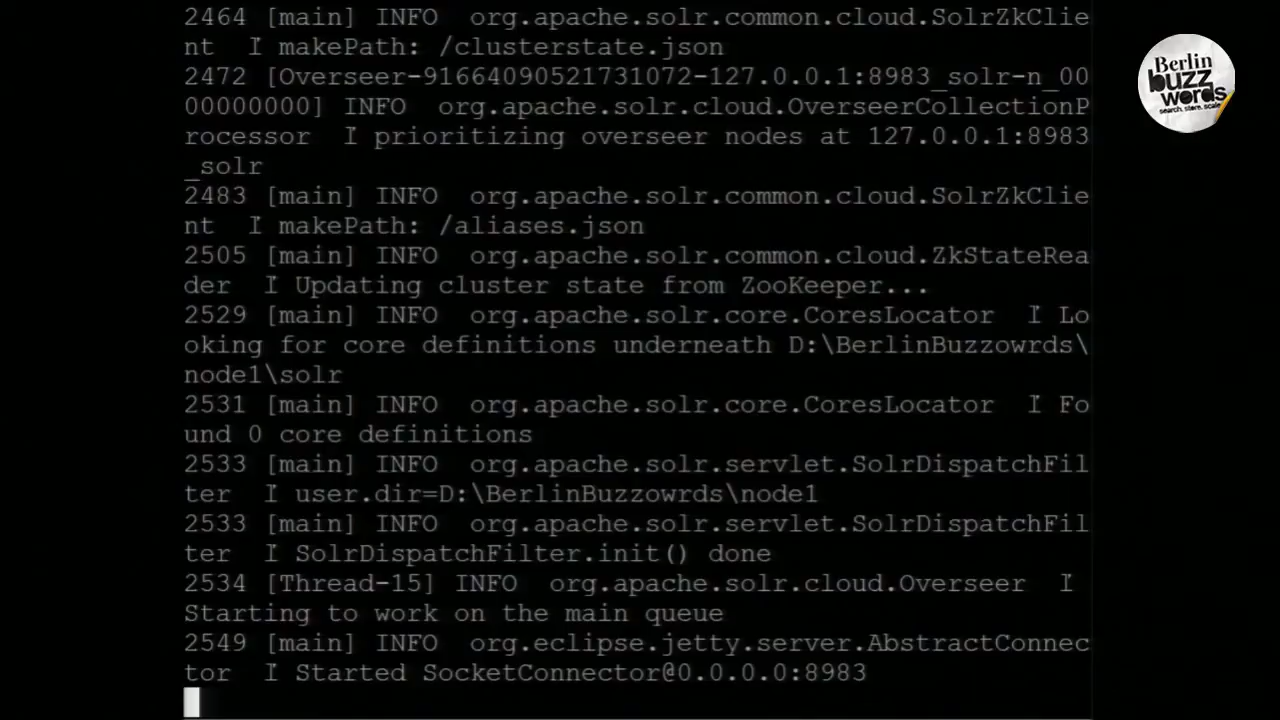 2464 [main] INFO  org.apache.solr.common.cloud.SolrZkClie
nt  Ï makePath: /clusterstate.json
2472 [Overseer-91664090521731072-127.0.0.1:8983_solr-n_00
00000000] INFO  org.apache.solr.cloud.OverseerCollectionP
rocessor  Ï prioritizing overseer nodes at 127.0.0.1:8983
_solr
2483 [main] INFO  org.apache.solr.common.cloud.SolrZkClie
nt  Ï makePath: /aliases.json
2505 [main] INFO  org.apache.solr.common.cloud.ZkStateRea
der  Ï Updating cluster state from ZooKeeper...
2529 [main] INFO  org.apache.solr.core.CoresLocator  Ï Lo
oking for core definitions underneath D:\BerlinBuzzowrds\
node1\solr
2531 [main] INFO  org.apache.solr.core.CoresLocator  Ï Fo
und 0 core definitions
2533 [main] INFO  org.apache.solr.servlet.SolrDispatchFil
ter  Ï user.dir=D:\BerlinBuzzowrds\node1
2533 [main] INFO  org.apache.solr.servlet.SolrDispatchFil
ter  Ï SolrDispatchFilter.init() done
2534 [Thread-15] INFO  org.apache.solr.cloud.Overseer  Ï
Starting to work on the main queue
2549 [main] INFO  org.eclipse.jetty.server.AbstractConnec
tor  Ï Started SocketConnector@0.0.0.0:8983
Berlin
buzz
words
search. store. scale.